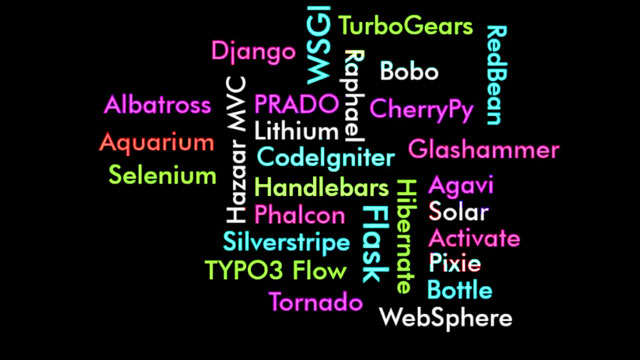 WSGI
TurboGears
RedBean
Django
Raphael
Bobo
Hazaar MVC
Albatross
PRADO
CherryPy
Lithium
Aquarium
CodeIgniter
Glashammer
Selenium
Handlebars
Hibernate
Agavi
Phalcon
Flask
Solar
Silverstripe
Activate
TYPO3 Flow
Pixie
Tornado
Bottle
WebSphere